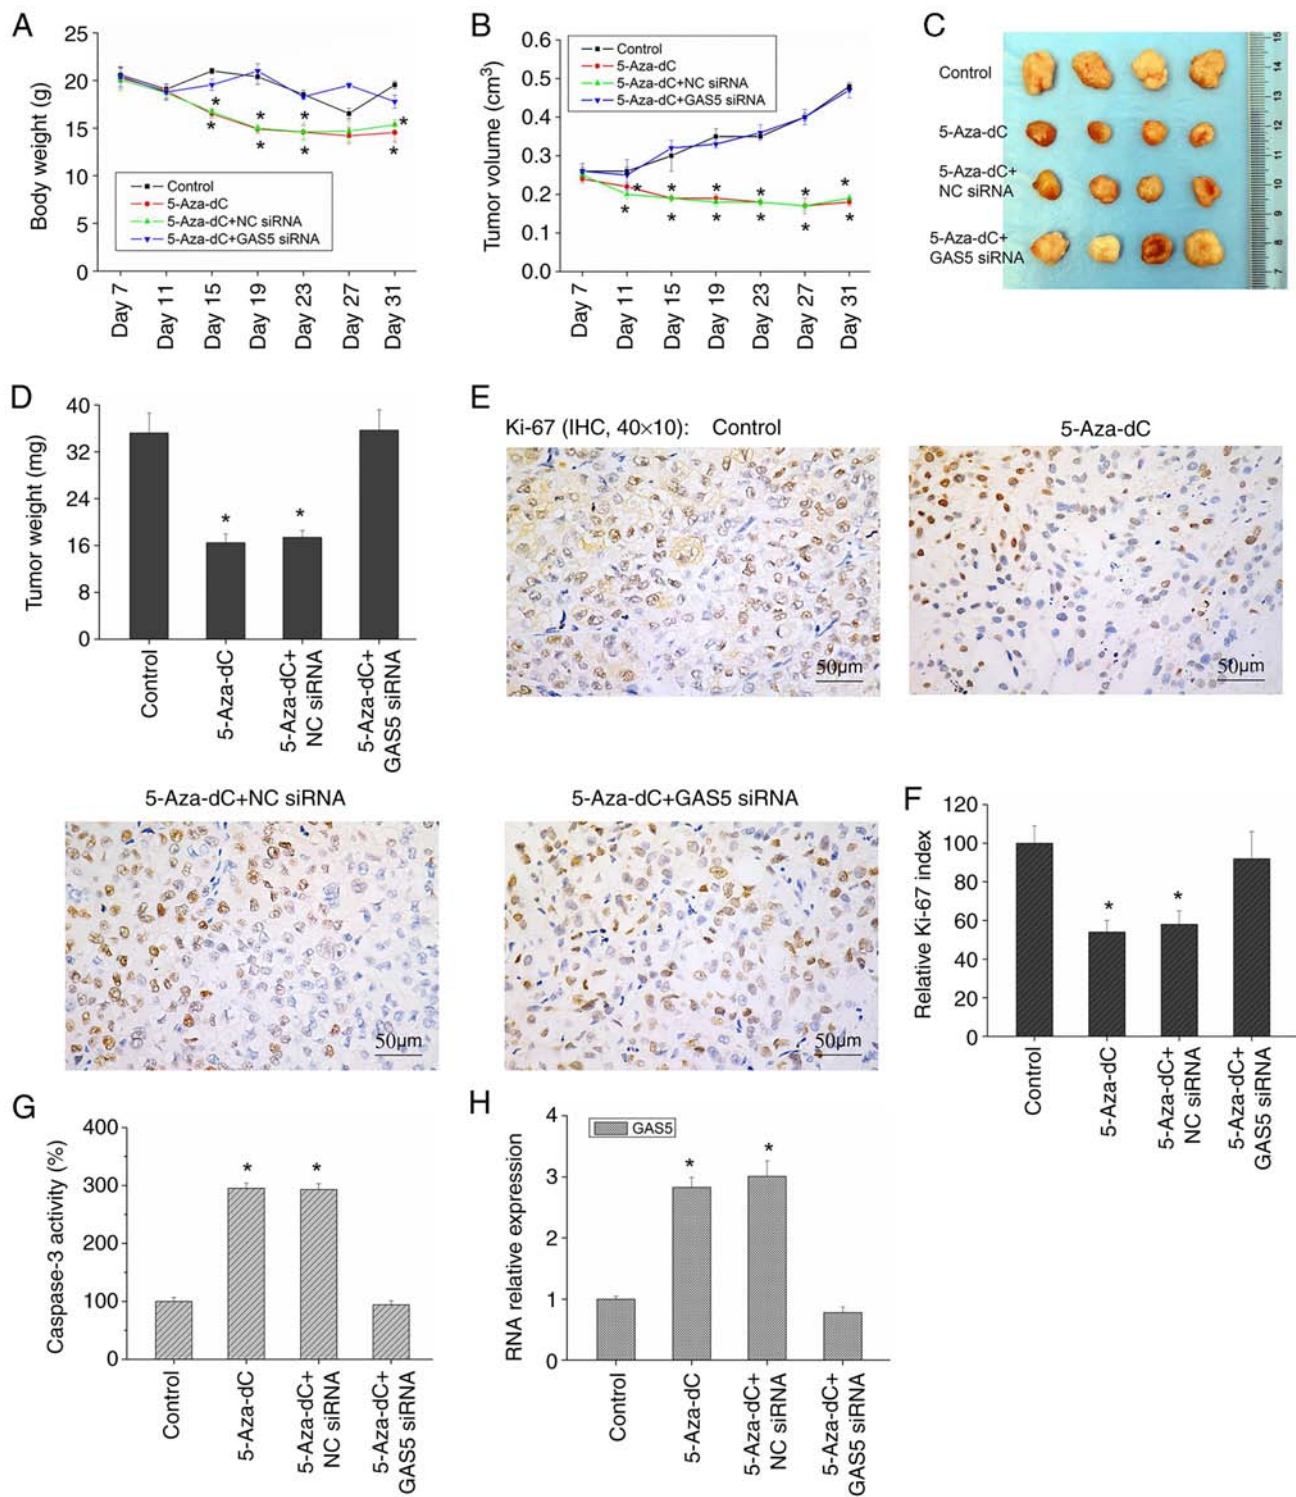 A
Body weight (g)
25
20
15
10
5
0
* * * *
* * * *
Control
5-Aza-dC
5-Aza-dC+NC siRNA
5-Aza-dC+GAS5 siRNA
Day 7
Day 11
Day 15
Day 19
Day 23
Day 27
Day 31
B
Tumor volume (cm3)
0.6
0.5
0.4
0.3
0.2
0.1
0.0
Control
5-Aza-dC
5-Aza-dC+NC siRNA
5-Aza-dC+GAS5 siRNA
* * * * * *
* * * * * *
Day 7
Day 11
Day 15
Day 19
Day 23
Day 27
Day 31
C
Control
5-Aza-dC
5-Aza-dC+
NC siRNA
5-Aza-dC+
GAS5 siRNA
15
14
13
12
11
10
9
8
7
D
Tumor weight (mg)
40
32
24
16
8
0
* *
Control
5-Aza-dC
5-Aza-dC+
NC siRNA
5-Aza-dC+
GAS5 siRNA
E
Ki-67 (IHC, 40×10): Control
5-Aza-dC
50μm
50μm
5-Aza-dC+NC siRNA
5-Aza-dC+GAS5 siRNA
50μm
50μm
F
Relative Ki-67 index
120
100
80
60
40
20
0
* *
Control
5-Aza-dC
5-Aza-dC+
NC siRNA
5-Aza-dC+
GAS5 siRNA
G
Caspase-3 activity (%)
400
300
200
100
0
* *
Control
5-Aza-dC
5-Aza-dC+
NC siRNA
5-Aza-dC+
GAS5 siRNA
H
RNA relative expression
4
3
2
1
0
GAS5
* *
Control
5-Aza-dC
5-Aza-dC+
NC siRNA
5-Aza-dC+
GAS5 siRNA